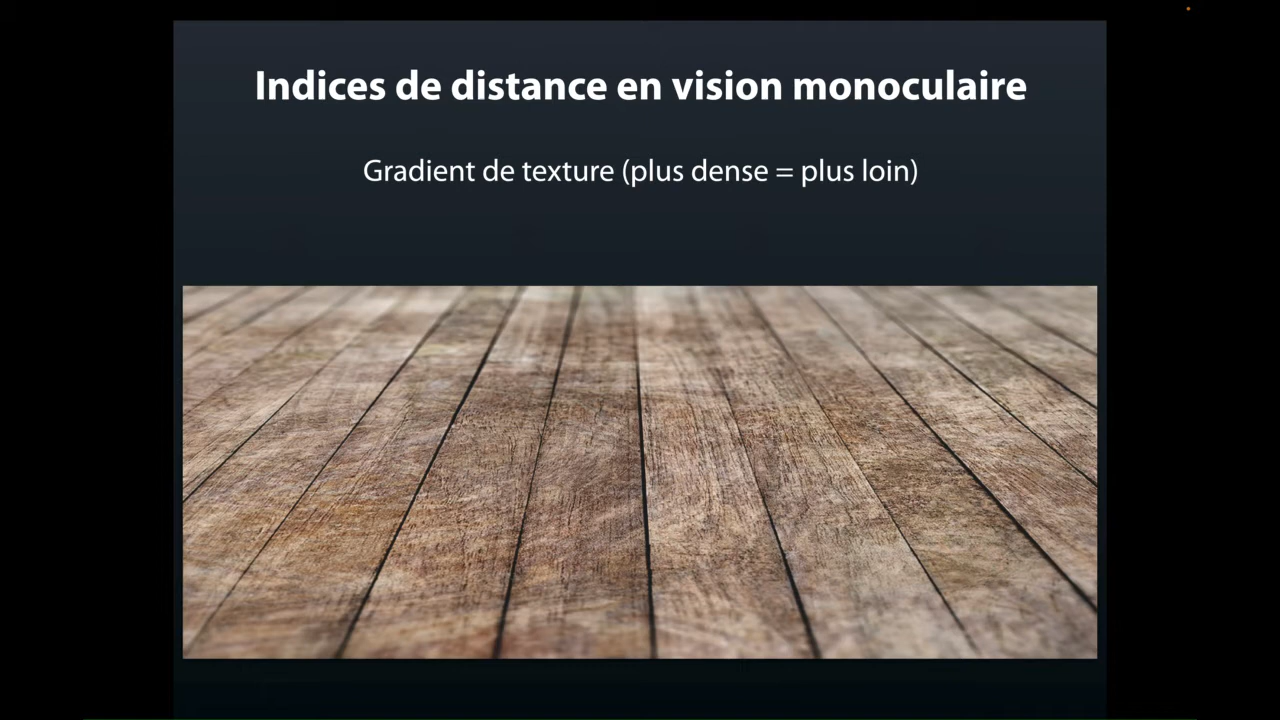 Indices de distance en vision monoculaire
Gradient de texture (plus dense = plus loin)